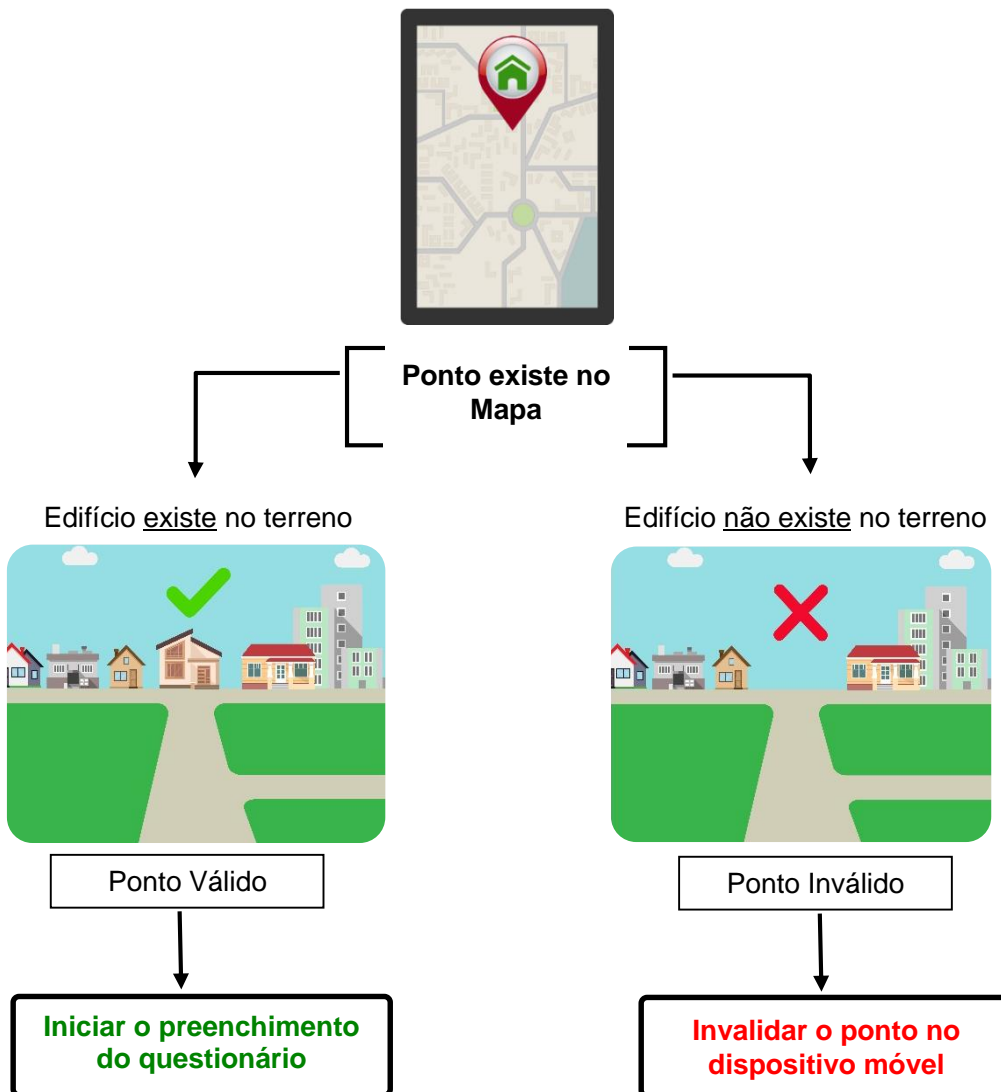 Ponto existe no
Mapa
Edifício existe no terreno
Edifício não existe no terreno
Ponto Válido
Ponto Inválido
Iniciar o preenchimento
do questionário
Invalidar o ponto no
dispositivo móvel